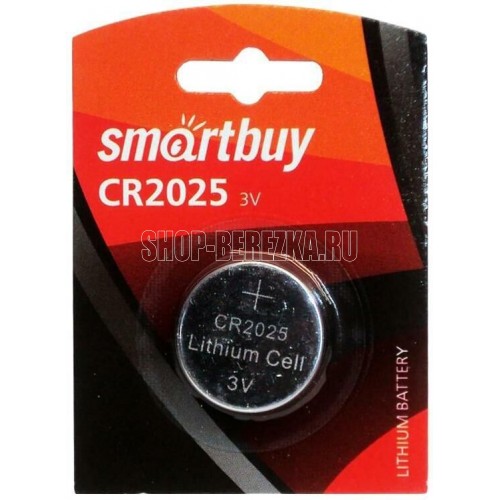 smartbuy
CR2025 3V
SHOP-BEREZKA.RU
+
CR2025
Lithium Cell
3V
LITHIUM BATTERY